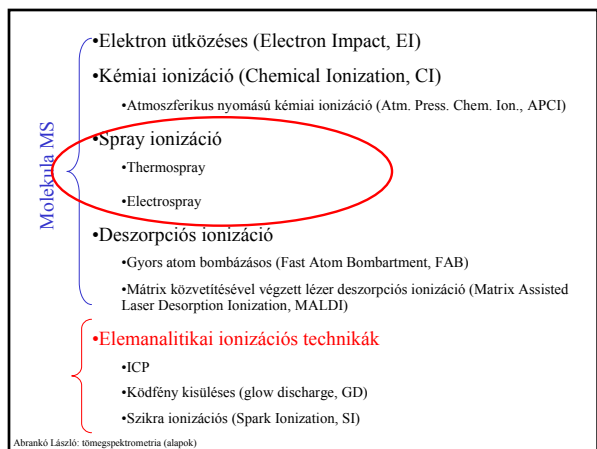 •Elektron ütközéses (Electron Impact, EI)
•Kémiai ionizáció (Chemical Ionization, CI)
•Atmoszferikus nyomású kémiai ionizáció (Atm. Press. Chem. Ion., APCI)
•Spray ionizáció
•Thermospray
•Electrospray
•Deszorpciós ionizáció
•Gyors atom bombázásos (Fast Atom Bombartment, FAB)
•Mátrix közvetítésével végzett lézer deszorpciós ionizáció (Matrix Assisted
Laser Desorption Ionization, MALDI)
Molekula MS
•Elemanalitikai ionizációs technikák
•ICP
•Ködfény kisüléses (glow discharge, GD)
•Szikra ionizációs (Spark Ionization, SI)
Abrankó László: tömegspektrometria (alapok)